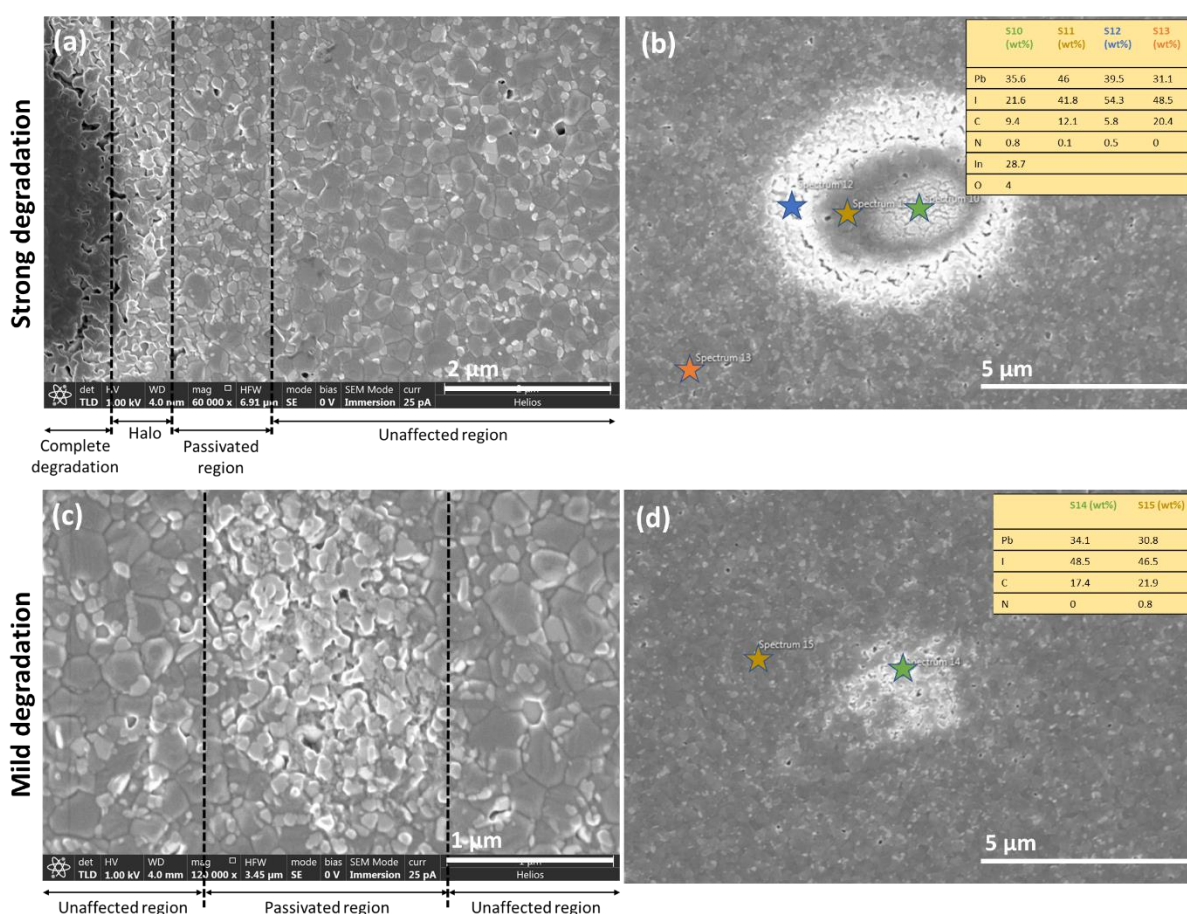 Strong degradation
(a)
2 µm
det HV WD mag □ HFW mode bias SEM Mode curr
TLD 1.00 kV 4.0 mm 60 000 x 6.91 µm SE 0 V Immersion 25 pA Helios
Complete degradation
Halo
Passivated region
Unaffected region
(b)
S10 (wt%) S11 (wt%) S12 (wt%) S13 (wt%)
Pb 35.6 46 39.5 31.1
I 21.6 41.8 54.3 48.5
C 9.4 12.1 5.8 20.4
N 0.8 0.1 0.5 0
In 28.7
O 4
Spectrum 12
Spectrum 1
Spectrum 10
Spectrum 13
5 µm
Mild degradation
(c)
1 µm
det HV WD mag □ HFW mode bias SEM Mode curr
TLD 1.00 kV 4.0 mm 120 000 x 3.45 µm SE 0 V Immersion 25 pA Helios
Unaffected region
Passivated region
Unaffected region
(d)
S14 (wt%) S15 (wt%)
Pb 34.1 30.8
I 48.5 46.5
C 17.4 21.9
N 0 0.8
Spectrum 15
Spectrum 14
5 µm